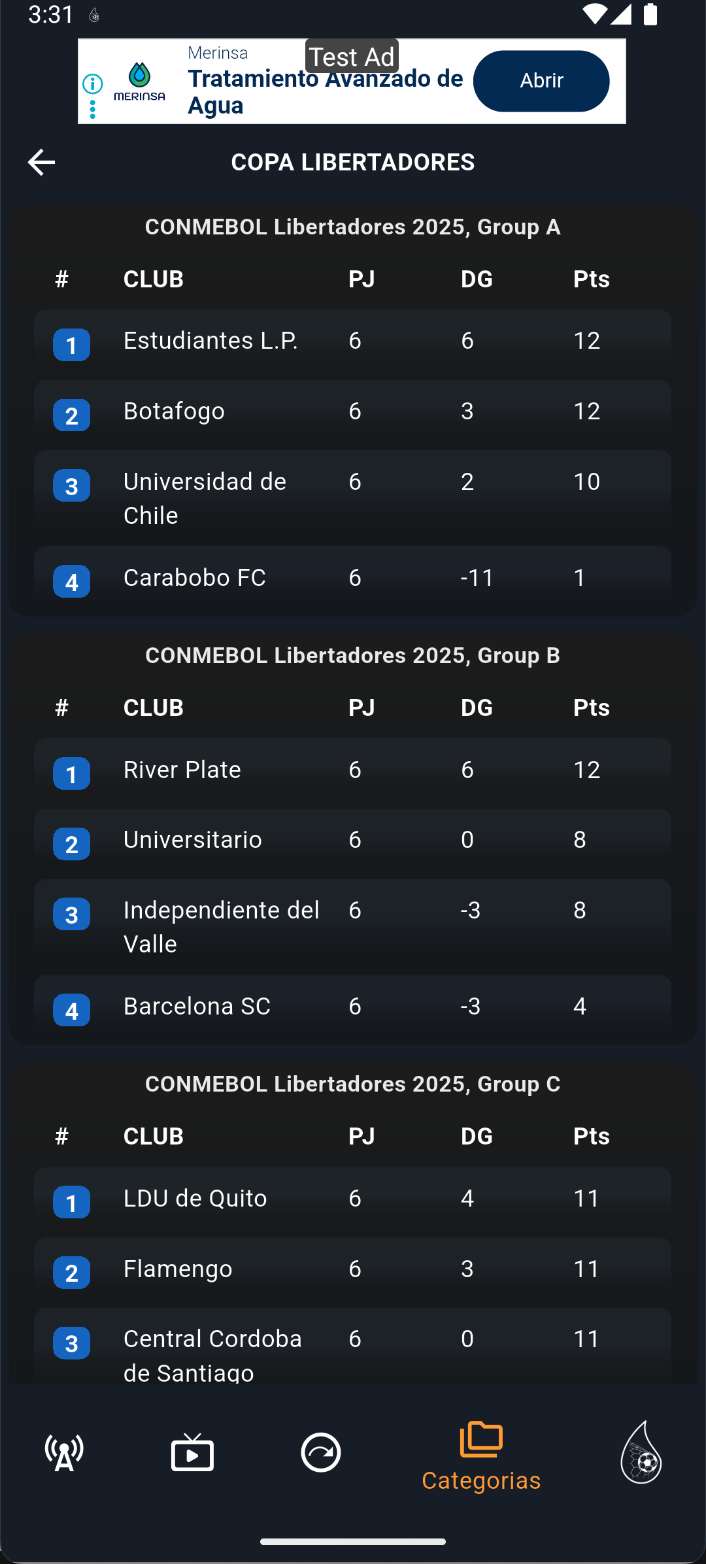 3:31
Test Ad
Merinsa
Tratamiento Avanzado de
Agua
MERINSA
Abrir
COPA LIBERTADORES
CONMEBOL Libertadores 2025, Group A
# CLUB PJ DG Pts
1 Estudiantes L.P. 6 6 12
2 Botafogo 6 3 12
3 Universidad de 6 2 10
Chile
4 Carabobo FC 6 -11 1
CONMEBOL Libertadores 2025, Group B
# CLUB PJ DG Pts
1 River Plate 6 6 12
2 Universitario 6 0 8
3 Independiente del 6 -3 8
Valle
4 Barcelona SC 6 -3 4
CONMEBOL Libertadores 2025, Group C
# CLUB PJ DG Pts
1 LDU de Quito 6 4 11
2 Flamengo 6 3 11
3 Central Cordoba 6 0 11
de Santiago
Categorias